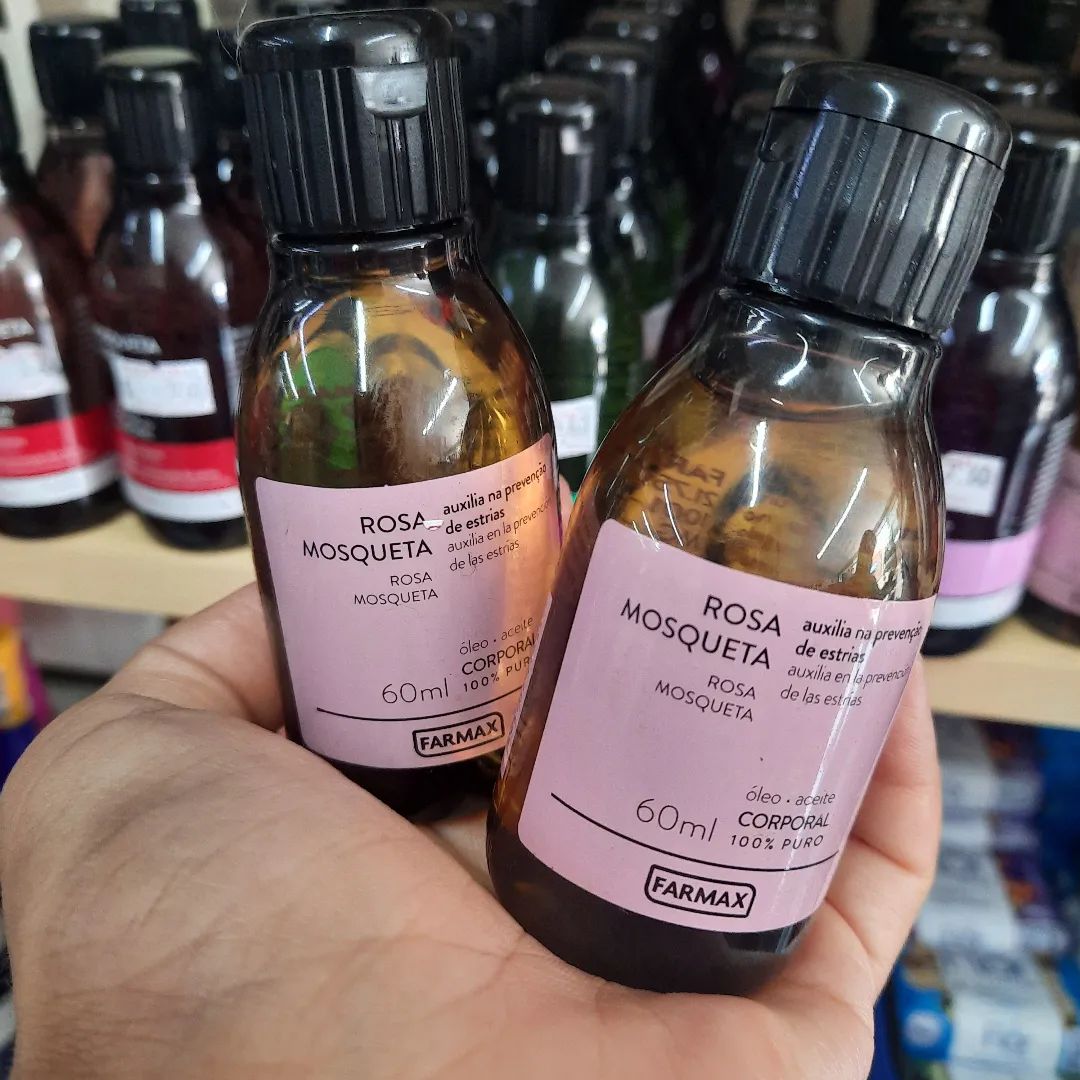 ROSA
MOSQUETA
ROSA
MOSQUETA
auxilia na prevenção
de estrias
auxilia en la prevención
de las estrías
60ml
óleo • aceite
CORPORAL
100% PURO
FARMAX
ROSA
MOSQUETA
ROSA
MOSQUETA
auxilia na prevenção
de estrias
auxilia en la prevención
de las estrías
60ml
óleo • aceite
CORPORAL
100% PURO
FARMAX